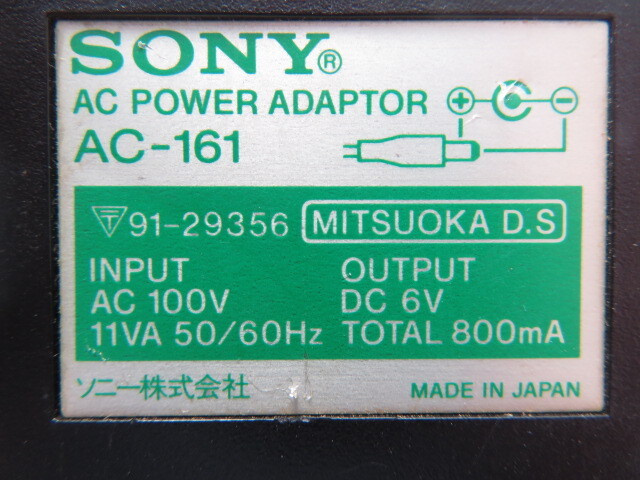 SONY®
AC POWER ADAPTOR
AC-161
91-29356 MITSUOKA D.S
INPUT OUTPUT
AC 100V DC 6V
11VA 50/60Hz TOTAL 800mA
ソニー株式会社 MADE IN JAPAN